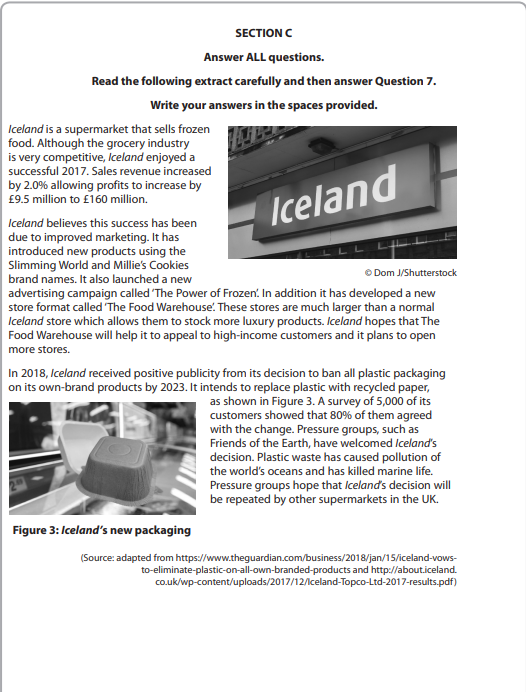 SECTION C
Answer ALL questions.
Read the following extract carefully and then answer Question 7.
Write your answers in the spaces provided.
Iceland is a supermarket that sells frozen
food. Although the grocery industry
is very competitive, Iceland enjoyed a
successful 2017. Sales revenue increased
by 2.0% allowing profits to increase by
£9.5 million to £160 million.
Iceland
© Dom J/Shutterstock
Iceland believes this success has been
due to improved marketing. It has
introduced new products using the
Slimming World and Millie's Cookies
brand names. It also launched a new
advertising campaign called 'The Power of Frozen'. In addition it has developed a new
store format called 'The Food Warehouse'. These stores are much larger than a normal
Iceland store which allows them to stock more luxury products. Iceland hopes that The
Food Warehouse will help it to appeal to high-income customers and it plans to open
more stores.
In 2018, Iceland received positive publicity from its decision to ban all plastic packaging
on its own-brand products by 2023. It intends to replace plastic with recycled paper,
as shown in Figure 3. A survey of 5,000 of its
customers showed that 80% of them agreed
with the change. Pressure groups, such as
Friends of the Earth, have welcomed Iceland's
decision. Plastic waste has caused pollution of
the world's oceans and has killed marine life.
Pressure groups hope that Iceland's decision will
be repeated by other supermarkets in the UK.
Figure 3: Iceland's new packaging
(Source: adapted from https://www.theguardian.com/business/2018/jan/15/iceland-vows-
to-eliminate-plastic-on-all-own-branded-products and http://about.iceland.
co.uk/wp-content/uploads/2017/12/Iceland-Topco-Ltd-2017-results.pdf)